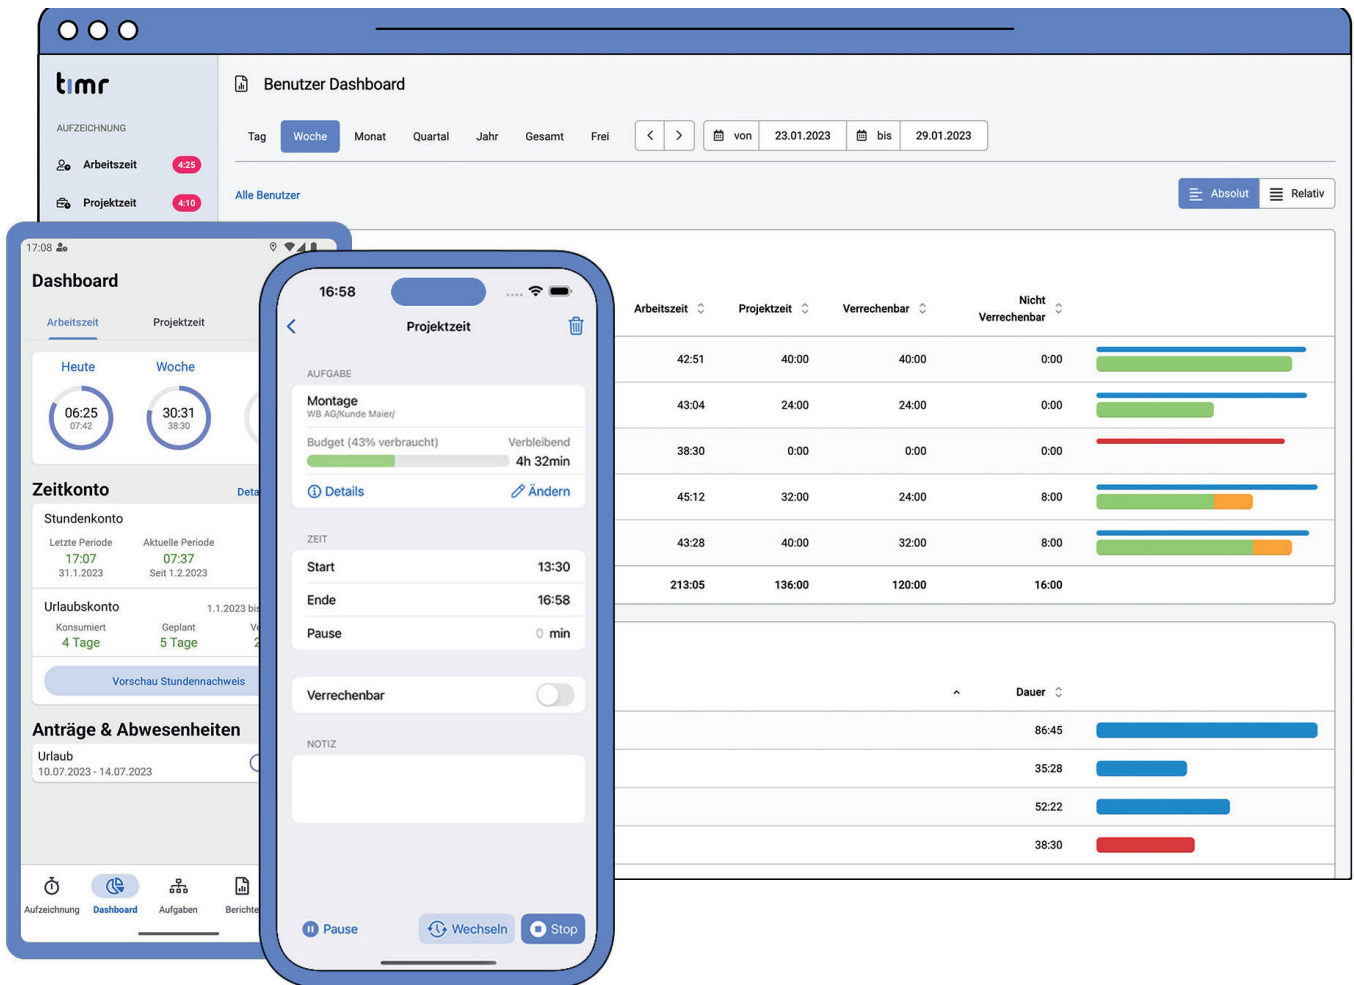 timr
Benutzer Dashboard
AUFZEICHNUNG
Arbeitszeit 4:25
Projektzeit 4:10
Tag Woche Monat Quartal Jahr Gesamt Frei von 23.01.2023 bis 29.01.2023
Alle Benutzer
Absolut Relativ
Arbeitszeit Projektzeit Verrechenbar Nicht
Verrechenbar
42:51 40:00 40:00 0:00
43:04 24:00 24:00 0:00
38:30 0:00 0:00 0:00
45:12 32:00 24:00 8:00
43:28 40:00 32:00 8:00
213:05 136:00 120:00 16:00
Dauer
86:45
35:28
52:22
38:30
17:08
Dashboard
Arbeitszeit Projektzeit
Heute Woche
06:25 30:31
07:42 38:30
Zeitkonto
Stundenkonto
Letzte Periode Aktuelle Periode
17:07 07:37
31.1.2023 Seit 1.2.2023
Urlaubskonto 1.1.2023 bis
Konsumiert Geplant
4 Tage 5 Tage
Vorschau Stundennachweis
Anträge & Abwesenheiten
Urlaub
10.07.2023 - 14.07.2023
Aufzeichnung Dashboard Aufgaben Berichte
16:58
Projektzeit
AUFGABE
Montage
WB AG/Kunde Maier/
Budget (43% verbraucht) Verbleibend
4h 32min
Details Ändern
ZEIT
Start 13:30
Ende 16:58
Pause 0 min
Verrechenbar
NOTIZ
Pause Wechseln Stop